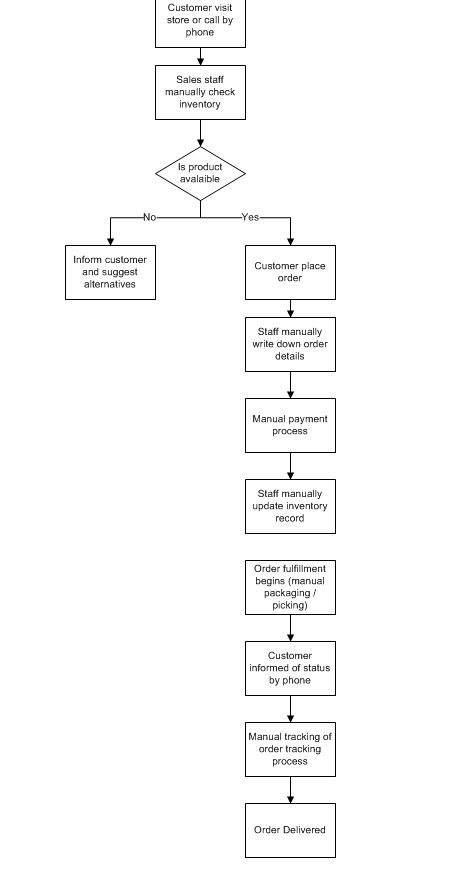 Customer visit
store or call by
phone
Sales staff
manually check
inventory
Is product
avalaible
No
Yes
Inform customer
and suggest
alternatives
Customer place
order
Staff manually
write down order
details
Manual payment
process
Staff manually
update inventory
record
Order fulfillment
begins (manual
packaging /
picking)
Customer
informed of status
by phone
Manual tracking of
order tracking
process
Order Delivered